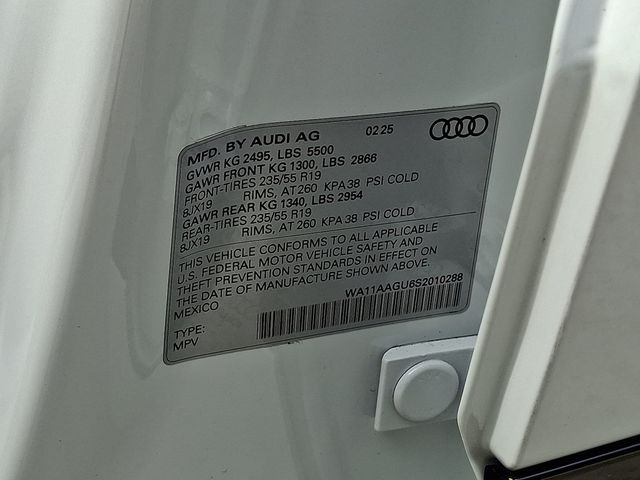 MFD. BY AUDI AG 02 25
GVWR KG 2495, LBS 5500
GAWR FRONT KG 1300, LBS 2866
FRONT-TIRES 235/55 R19
8JX19 RIMS, AT 260 KPA 38 PSI COLD
GAWR REAR KG 1340, LBS 2954
REAR-TIRES 235/55 R19
8JX19 RIMS, AT 260 KPA 38 PSI COLD
THIS VEHICLE CONFORMS TO ALL APPLICABLE
U.S. FEDERAL MOTOR VEHICLE SAFETY AND
THEFT PREVENTION STANDARDS IN EFFECT ON
THE DATE OF MANUFACTURE SHOWN ABOVE.
MEXICO WA11AAGU6S2010288
TYPE:
MPV